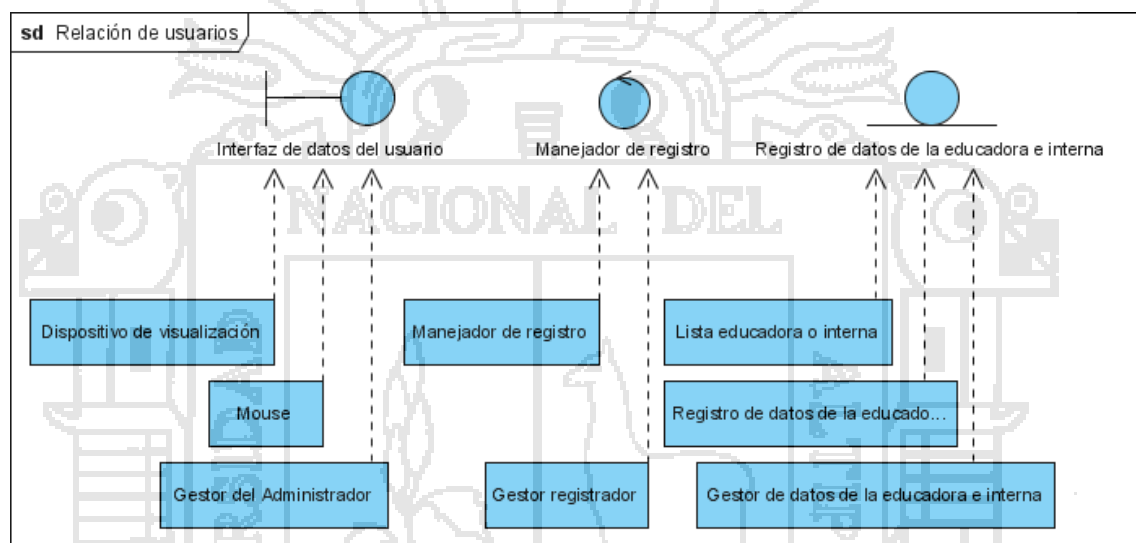 sd Relación de usuarios
Interfaz de datos del usuario
Manejador de registro
Registro de datos de la educadora e interna
NACIONAL DEL
Dispositivo de visualización
Manejador de registro
Lista educadora o interna
Mouse
Registro de datos de la educado...
Gestor del Administrador
Gestor registrador
Gestor de datos de la educadora e interna